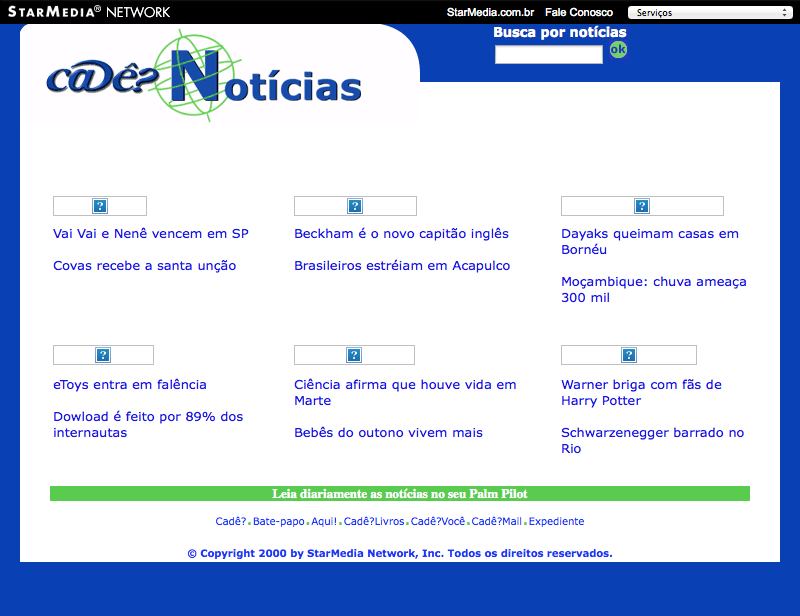 STARMEDIA® NETWORK
StarMedia.com.br Fale Conosco Serviços
Busca por notícias
ok
c@dê? Notícias
Vai Vai e Nenê vencem em SP
Covas recebe a santa unção
Beckham é o novo capitão inglês
Brasileiros estréiam em Acapulco
Dayaks queimam casas em
Bornéu
Moçambique: chuva ameaça
300 mil
eToys entra em falência
Dowload é feito por 89% dos
internautas
Ciência afirma que houve vida em
Marte
Bebês do outono vivem mais
Warner briga com fãs de
Harry Potter
Schwarzenegger barrado no
Rio
Leia diariamente as notícias no seu Palm Pilot
Cadê? . Bate-papo . Aqui! . Cadê?Livros . Cadê?Você . Cadê?Mail . Expediente
© Copyright 2000 by StarMedia Network, Inc. Todos os direitos reservados.